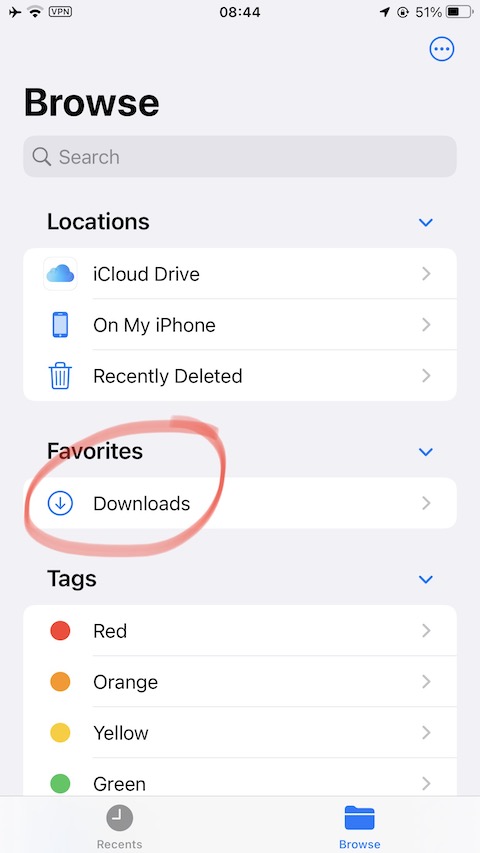 VPN 08:44 51%
Browse
Search
Locations
iCloud Drive
On My iPhone
Recently Deleted
Favorites
Downloads
Tags
Red
Orange
Yellow
Green
Recents Browse